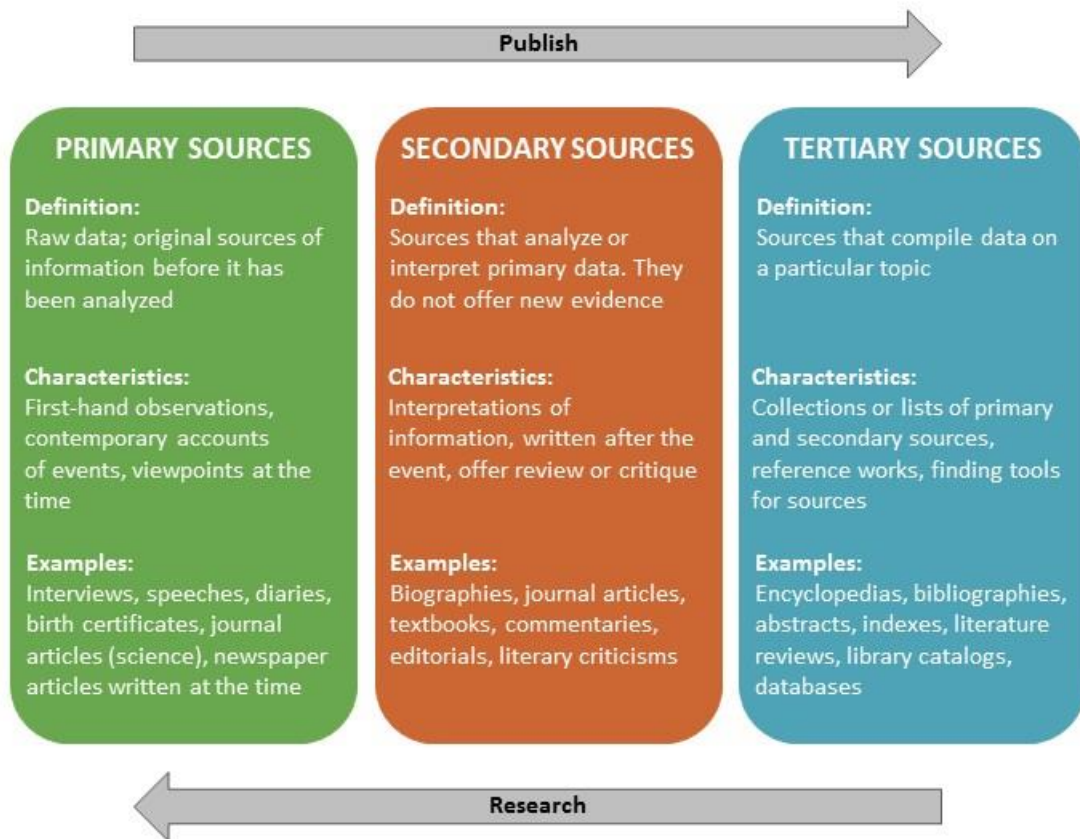 Publish
PRIMARY SOURCES
Definition:
Raw data; original sources of
information before it has
been analyzed
Characteristics:
First-hand observations,
contemporary accounts
of events, viewpoints at the
time
Examples:
Interviews, speeches, diaries,
birth certificates, journal
articles (science), newspaper
articles written at the time
SECONDARY SOURCES
Definition:
Sources that analyze or
interpret primary data. They
do not offer new evidence
Characteristics:
Interpretations of
information, written after the
event, offer review or critique
Examples:
Biographies, journal articles,
textbooks, commentaries,
editorials, literary criticisms
TERTIARY SOURCES
Definition:
Sources that compile data on
a particular topic
Characteristics:
Collections or lists of primary
and secondary sources,
reference works, finding tools
for sources
Examples:
Encyclopedias, bibliographies,
abstracts, indexes, literature
reviews, library catalogs,
databases
Research